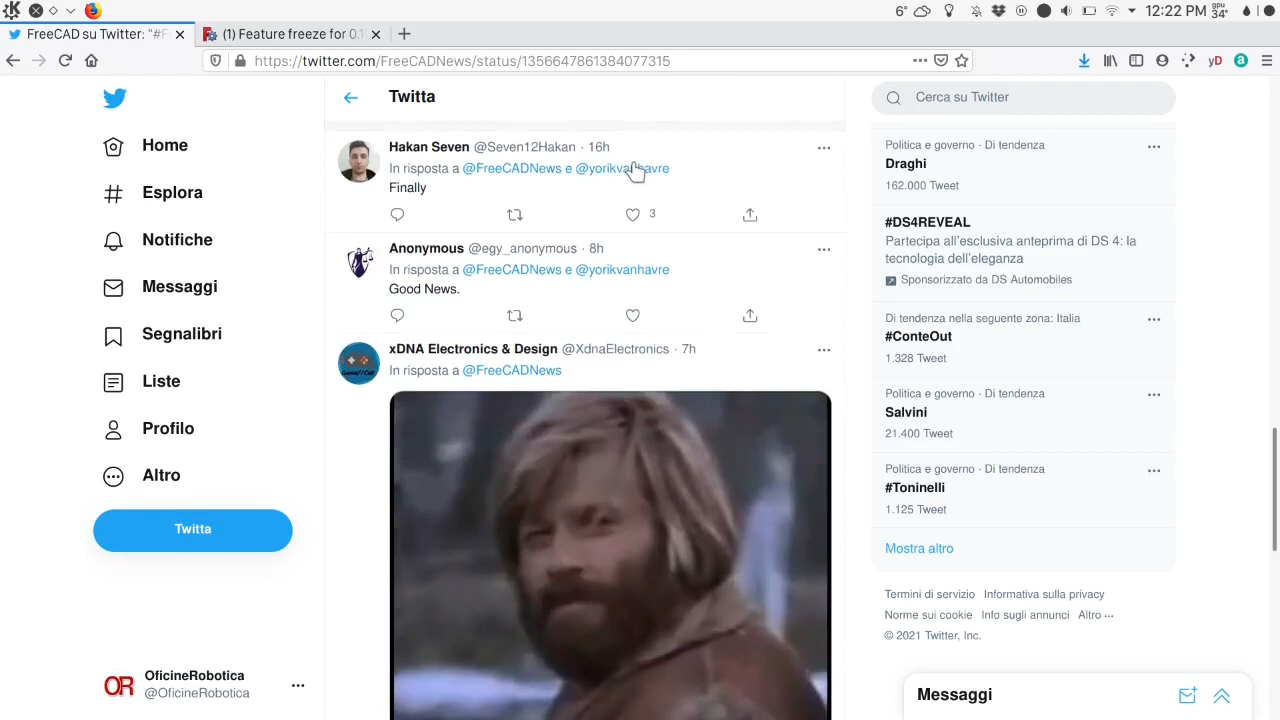 6°
12:22 PM
gpu
34°
FreeCAD su Twitter: "#F
(1) Feature freeze for 0.1
https://twitter.com/FreeCADNews/status/1356647861384077315
yD
a
Home
Esplora
Notifiche
Messaggi
Segnalibri
Liste
Profilo
Altro
Twitta
OR
OficineRobotica
@OficineRobotica
Twitta
Hakan Seven @Seven12Hakan · 16h
In risposta a @FreeCADNews e @yorikvanhavre
Finally
3
Anonymous @egy_anonymous · 8h
In risposta a @FreeCADNews e @yorikvanhavre
Good News.
xDNA Electronics & Design @XdnaElectronics · 7h
In risposta a @FreeCADNews
Cerca su Twitter
Politica e governo · Di tendenza
Draghi
162.000 Tweet
#DS4REVEAL
Partecipa all'esclusiva anteprima di DS 4: la
tecnologia dell'eleganza
Sponsorizzato da DS Automobiles
Di tendenza nella seguente zona: Italia
#ConteOut
1.328 Tweet
Politica e governo · Di tendenza
Salvini
21.400 Tweet
Politica e governo · Di tendenza
#Toninelli
1.125 Tweet
Mostra altro
Termini di servizio Informativa sulla privacy
Norme sui cookie Info sugli annunci Altro ···
© 2021 Twitter, Inc.
Messaggi